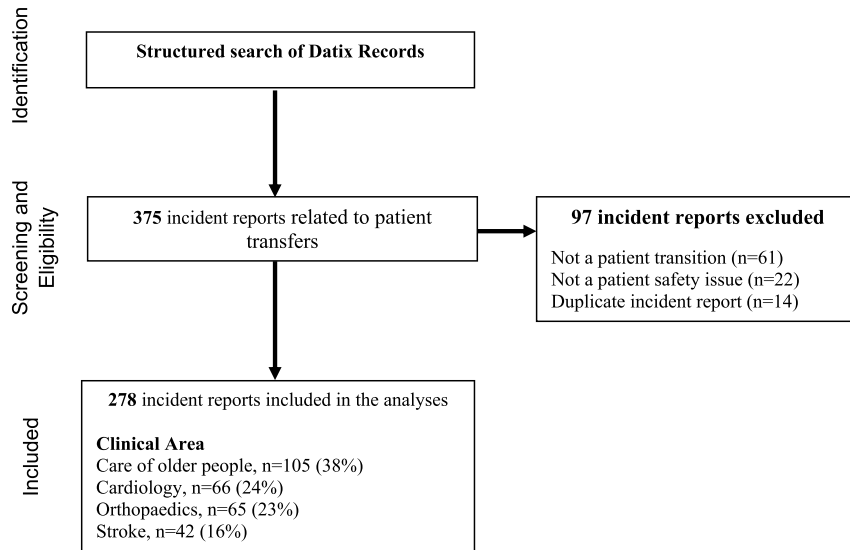 Identification
Structured search of Datix Records
Screening and
Eligibility
375 incident reports related to patient
transfers
97 incident reports excluded
Not a patient transition (n=61)
Not a patient safety issue (n=22)
Duplicate incident report (n=14)
Included
278 incident reports included in the analyses
Clinical Area
Care of older people, n=105 (38%)
Cardiology, n=66 (24%)
Orthopaedics, n=65 (23%)
Stroke, n=42 (16%)